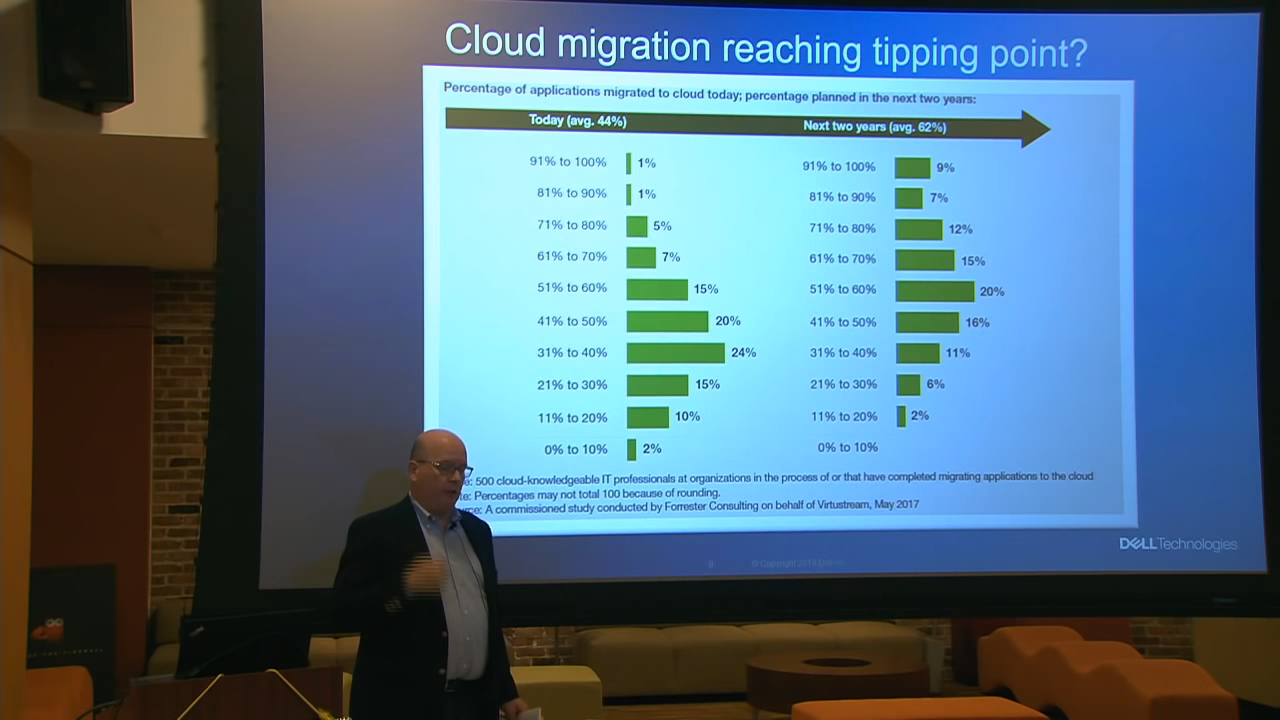 Cloud migration reaching tipping point?
Percentage of applications migrated to cloud today; percentage planned in the next two years:
Today (avg. 44%)
Next two years (avg. 62%)
91% to 100% 1%
81% to 90% 1%
71% to 80% 5%
61% to 70% 7%
51% to 60% 15%
41% to 50% 20%
31% to 40% 24%
21% to 30% 15%
11% to 20% 10%
0% to 10% 2%
91% to 100% 9%
81% to 90% 7%
71% to 80% 12%
61% to 70% 15%
51% to 60% 20%
41% to 50% 16%
31% to 40% 11%
21% to 30% 6%
11% to 20% 2%
0% to 10%
500 cloud-knowledgeable IT professionals at organizations in the process of or that have completed migrating applications to the cloud
Percentages may not total 100 because of rounding.
A commissioned study conducted by Forrester Consulting on behalf of Virtustream, May 2017
DELLTechnologies
© Copyright